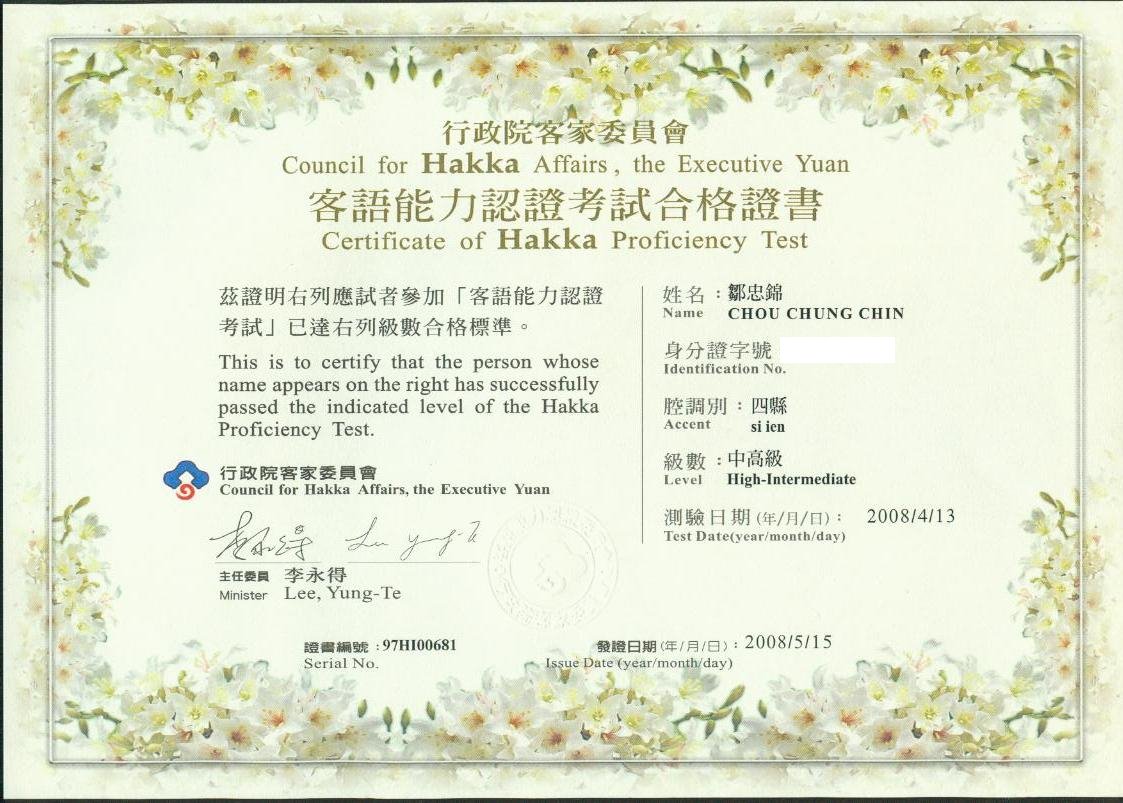 行政院客家委員會
Council for Hakka Affairs, the Executive Yuan
客語能力認證考試合格證書
Certificate of Hakka Proficiency Test
茲證明右列應試者參加「客語能力認證
考試」已達右列級數合格標準。
This is to certify that the person whose
name appears on the right has successfully
passed the indicated level of the Hakka
Proficiency Test.
行政院客家委員會
Council for Hakka Affairs, the Executive Yuan
主任委員 李永得
Minister Lee, Yung-Te
姓名：鄒忠錦
Name CHOU CHUNG CHIN
身分證字號
Identification No.
腔調別：四縣
Accent si ien
級數：中高級
Level High-Intermediate
測驗日期(年/月/日)： 2008/4/13
Test Date(year/month/day)
證書編號：97HI00681
Serial No.
發證日期(年/月/日)：2008/5/15
Issue Date (year/month/day)